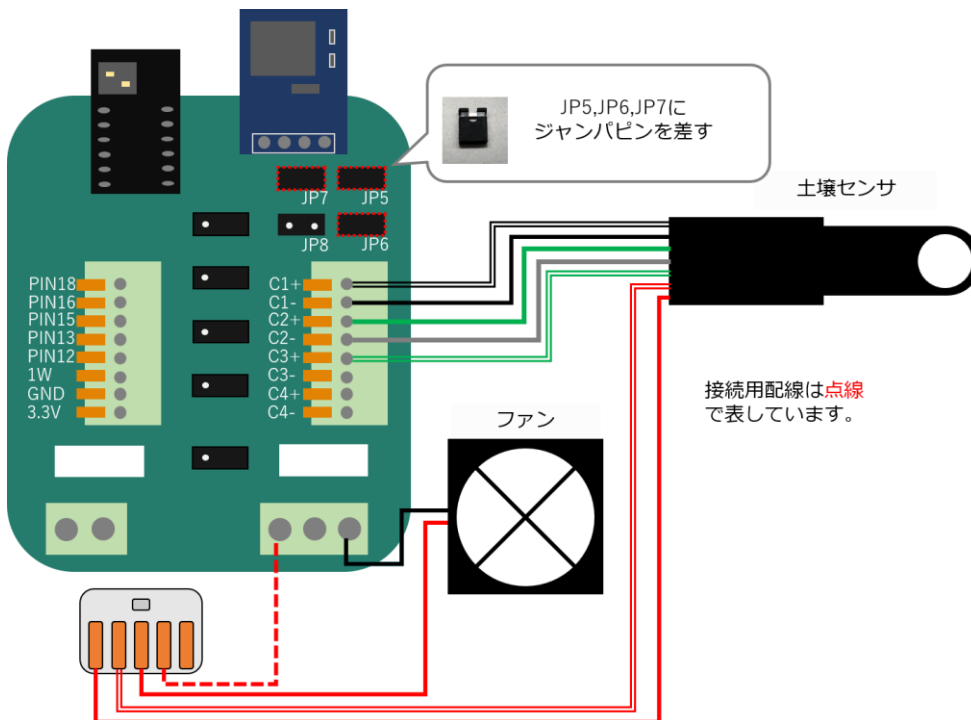 JP5,JP6,JP7に
ジャンパピンを差す
JP7
JP5
JP8
JP6
土壌センサ
PIN18
PIN16
PIN15
PIN13
PIN12
1W
GND
3.3V
C1+
C1-
C2+
C2-
C3+
C3-
C4+
C4-
接続用配線は点線
で表しています。
ファン